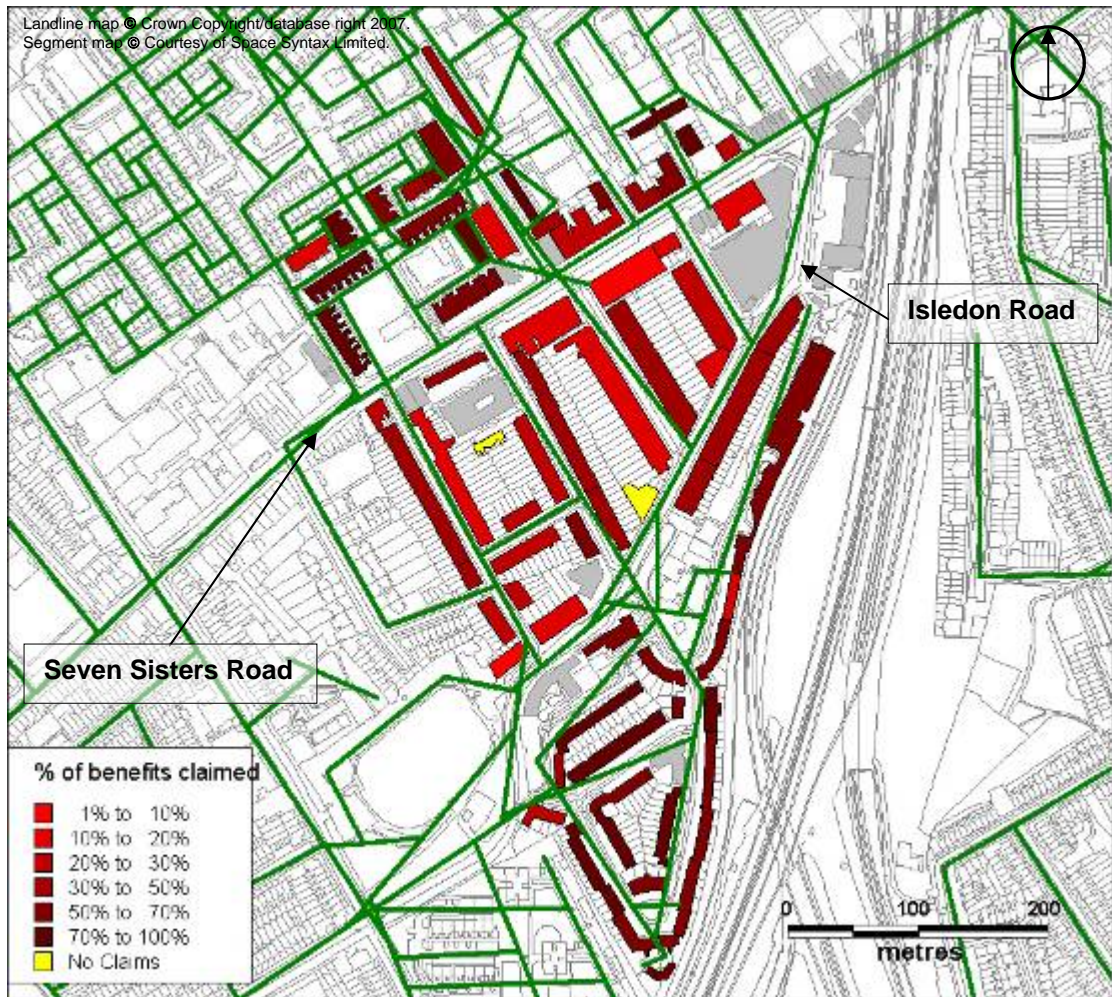 Landline map © Crown Copyright/database right 2007.
Segment map © Courtesy of Space Syntax Limited.
Isledon Road
Seven Sisters Road
% of benefits claimed
1% to 10%
10% to 20%
20% to 30%
30% to 50%
50% to 70%
70% to 100%
No Claims
0 100 200
metres